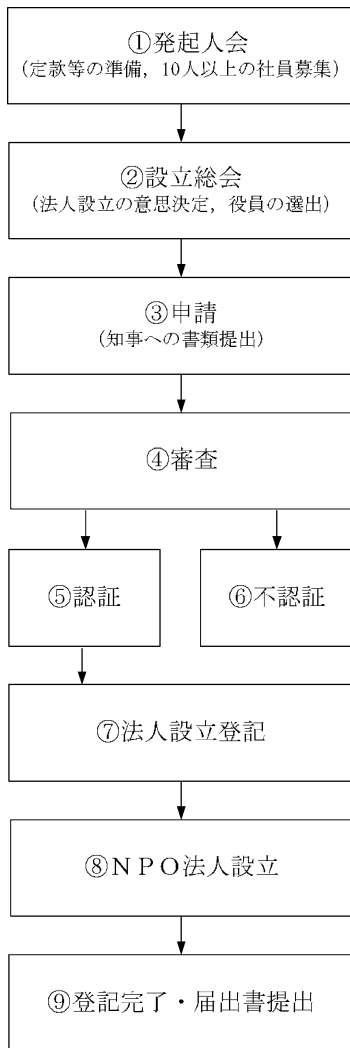 ①発起人会
(定款等の準備，10人以上の社員募集)
②設立総会
(法人設立の意思決定，役員の選出)
③申請
(知事への書類提出)
④審査
⑤認証
⑥不認証
⑦法人設立登記
⑧ＮＰＯ法人設立
⑨登記完了・届出書提出